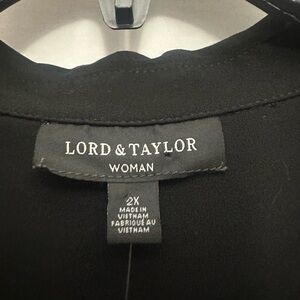 LORD & TAYLOR
WOMAN
2X
MADE IN
VIETNAM
FABRIQUÉ AU
VIETNAM